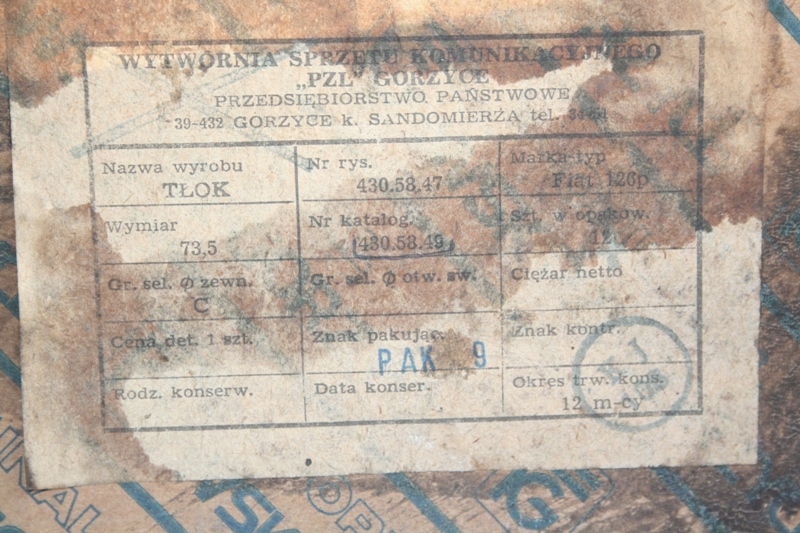 WYTWÓRNIA SPRZĘTU KOMUNIKACYJNEGO
„PZL" GORZYCE
PRZEDSIĘBIORSTWO PAŃSTWOWE
39-432 GORZYCE k. SANDOMIERZA tel.
Nazwa wyrobu
TŁOK
Nr rys.
430.53.47
Marka-typ
Fiat 126p
Wymiar
73,5
Nr katalog.
430.53.49
Szt. w opakow.
12
Gr. sel. ∅ zewn.
C
Gr. sel. ∅ otw. sw.
Ciężar netto
Cena det. 1 szt.
Znak pakując.
PAK 9
Znak kontr.
KJ
Rodz. konserw.
Data konser.
Okres trw. kons.
12 m-cy